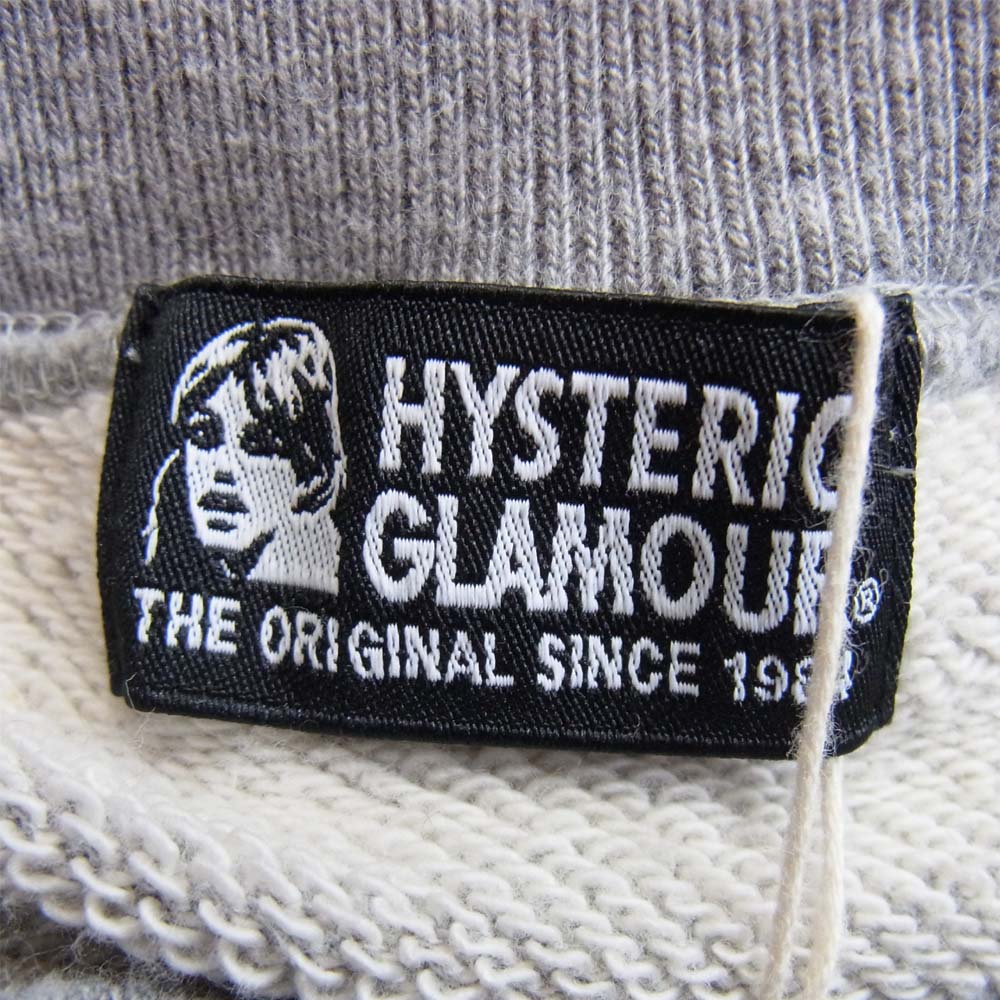 HYSTERIC
GLAMOUR®
THE ORIGINAL SINCE 1984